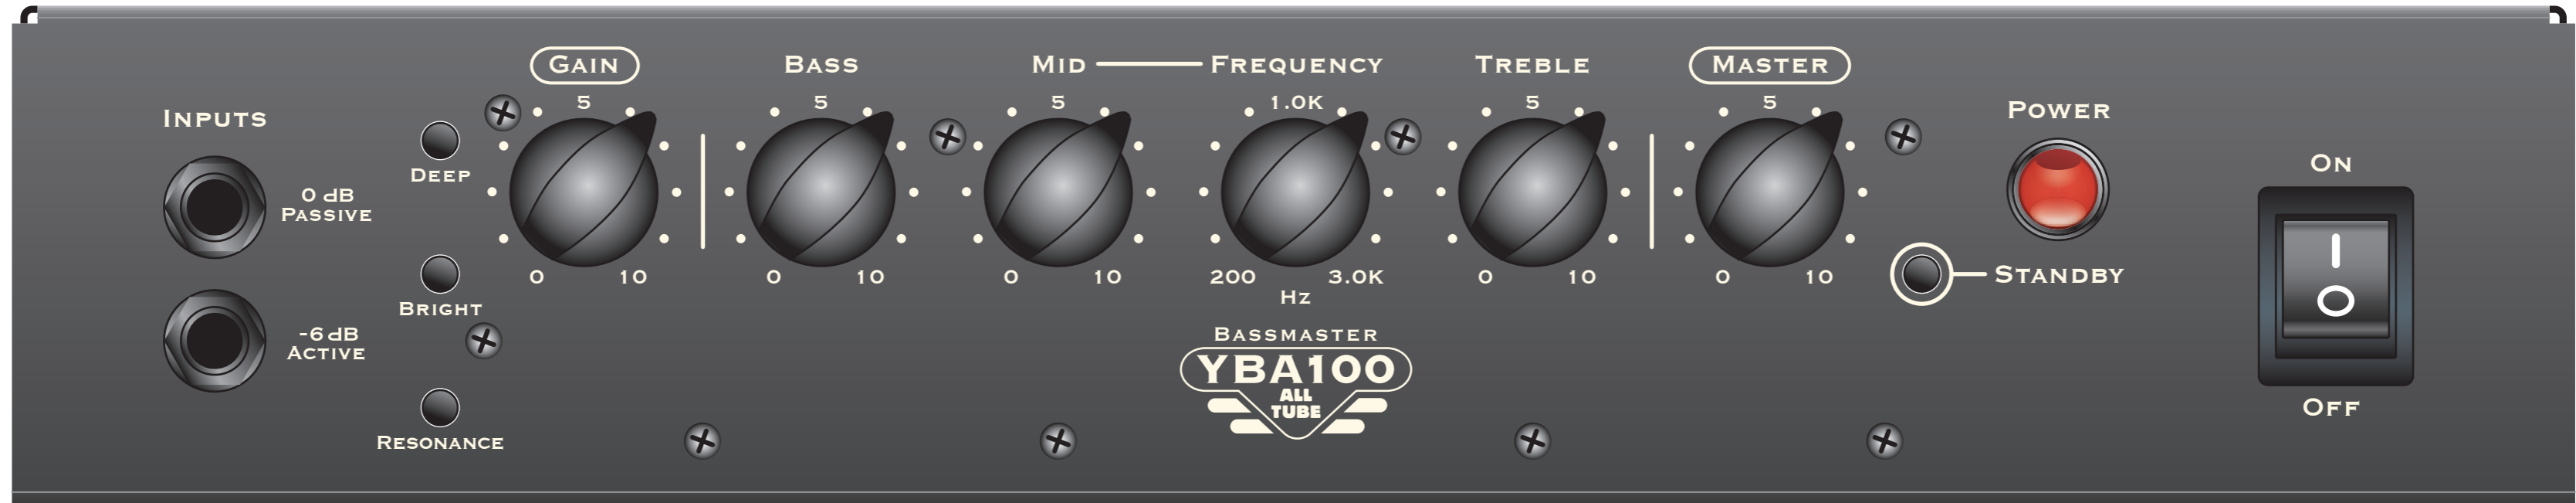 GAIN
BASS
MID
FREQUENCY
TREBLE
MASTER
5
5
5
1.0K
5
5
INPUTS
POWER
0 dB
PASSIVE
DEEP
ON
0 10
0 10
0 10
200 3.0K
Hz
0 10
0 10
STANDBY
BRIGHT
-6dB
ACTIVE
BASSMASTER
YBA100
ALL
TUBE
OFF
RESONANCE